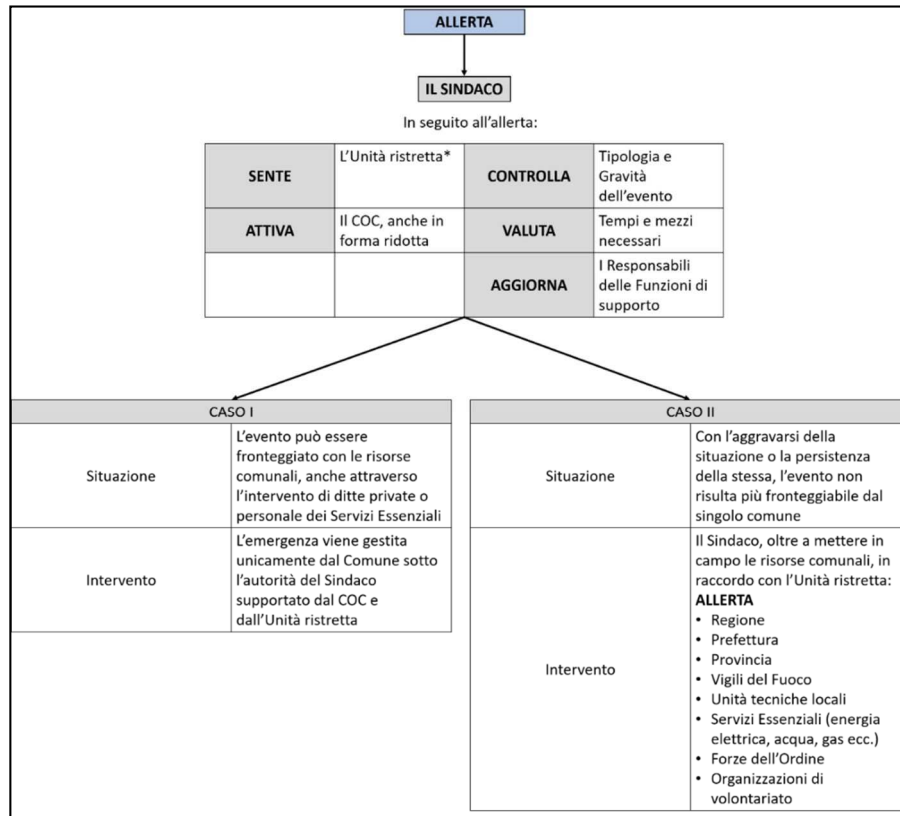 ALLERTA
IL SINDACO
In seguito all’allerta:
SENTE
L’Unità ristretta*
CONTROLLA
Tipologia e
Gravità
dell’evento
ATTIVA
Il COC, anche in
forma ridotta
VALUTA
Tempi e mezzi
necessari
AGGIORNA
I Responsabili
delle Funzioni di
supporto
CASO I
Situazione
L’evento può essere
fronteggiato con le risorse
comunali, anche attraverso
l’intervento di ditte private o
personale dei Servizi Essenziali
Intervento
L’emergenza viene gestita
unicamente dal Comune sotto
l’autorità del Sindaco
supportato dal COC e
dall’Unità ristretta
CASO II
Situazione
Con l’aggravarsi della
situazione o la persistenza
della stessa, l’evento non
risulta più fronteggiabile dal
singolo comune
Intervento
Il Sindaco, oltre a mettere in
campo le risorse comunali, in
raccordo con l’Unità ristretta:
ALLERTA
• Regione
• Prefettura
• Provincia
• Vigili del Fuoco
• Unità tecniche locali
• Servizi Essenziali (energia
elettrica, acqua, gas ecc.)
• Forze dell’Ordine
• Organizzazioni di
volontariato